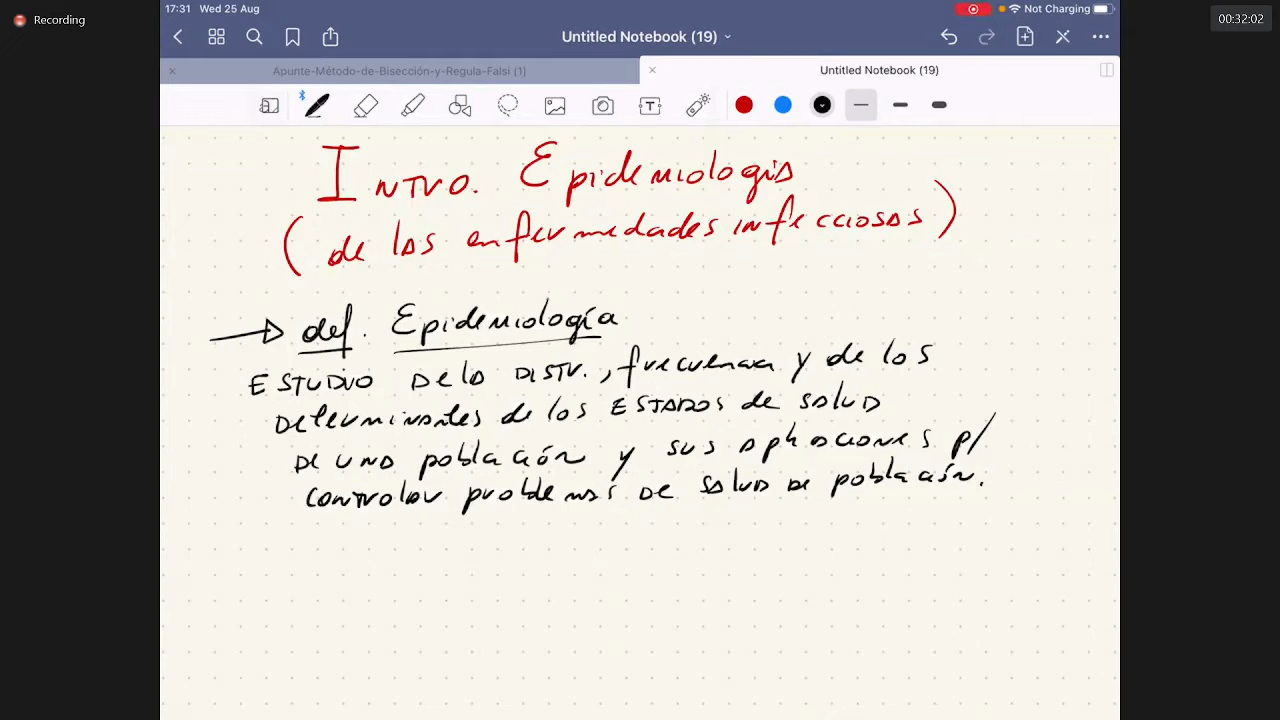 Recording
17:31 Wed 25 Aug
Not Charging
00:32:02
Untitled Notebook (19)
Apunte-Método-de-Bisección-y-Regula-Falsi (1)
Untitled Notebook (19)
Intro. Epidemiología
(de las enfermedades infecciosas)
def. Epidemiología
ESTUDIO DE LA DISTR., frecuencia y de los
Determinantes de los ESTADOS de SALUD
DE UNA población y sus aplicaciones p/
controlar problemas DE SALUD DE población.